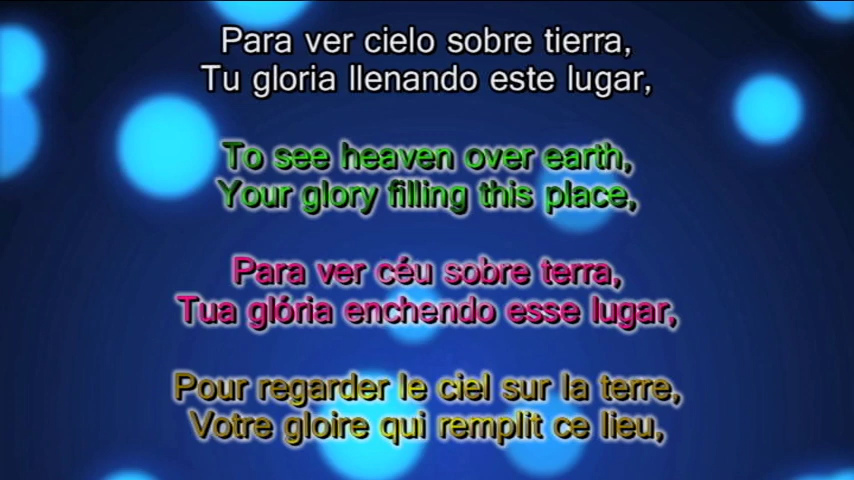 Para ver cielo sobre tierra,
Tu gloria llenando este lugar,
To see heaven over earth,
Your glory filling this place,
Para ver céu sobre terra,
Tua glória enchendo esse lugar,
Pour regarder le ciel sur la terre,
Votre gloire qui remplit ce lieu,